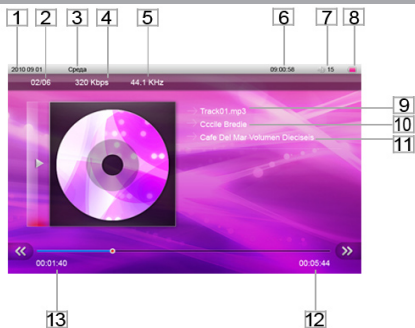 1 2 3 4 5 6 7 8
2010 09 01 Среда 09:00:58 15
02/06 320 Kbps 44.1 KHz
Track01.mp3 9
Cccile Bredie 10
Cafe Del Mar Volumen Dieciseis 11
00:01:40 00:05:44
13 12